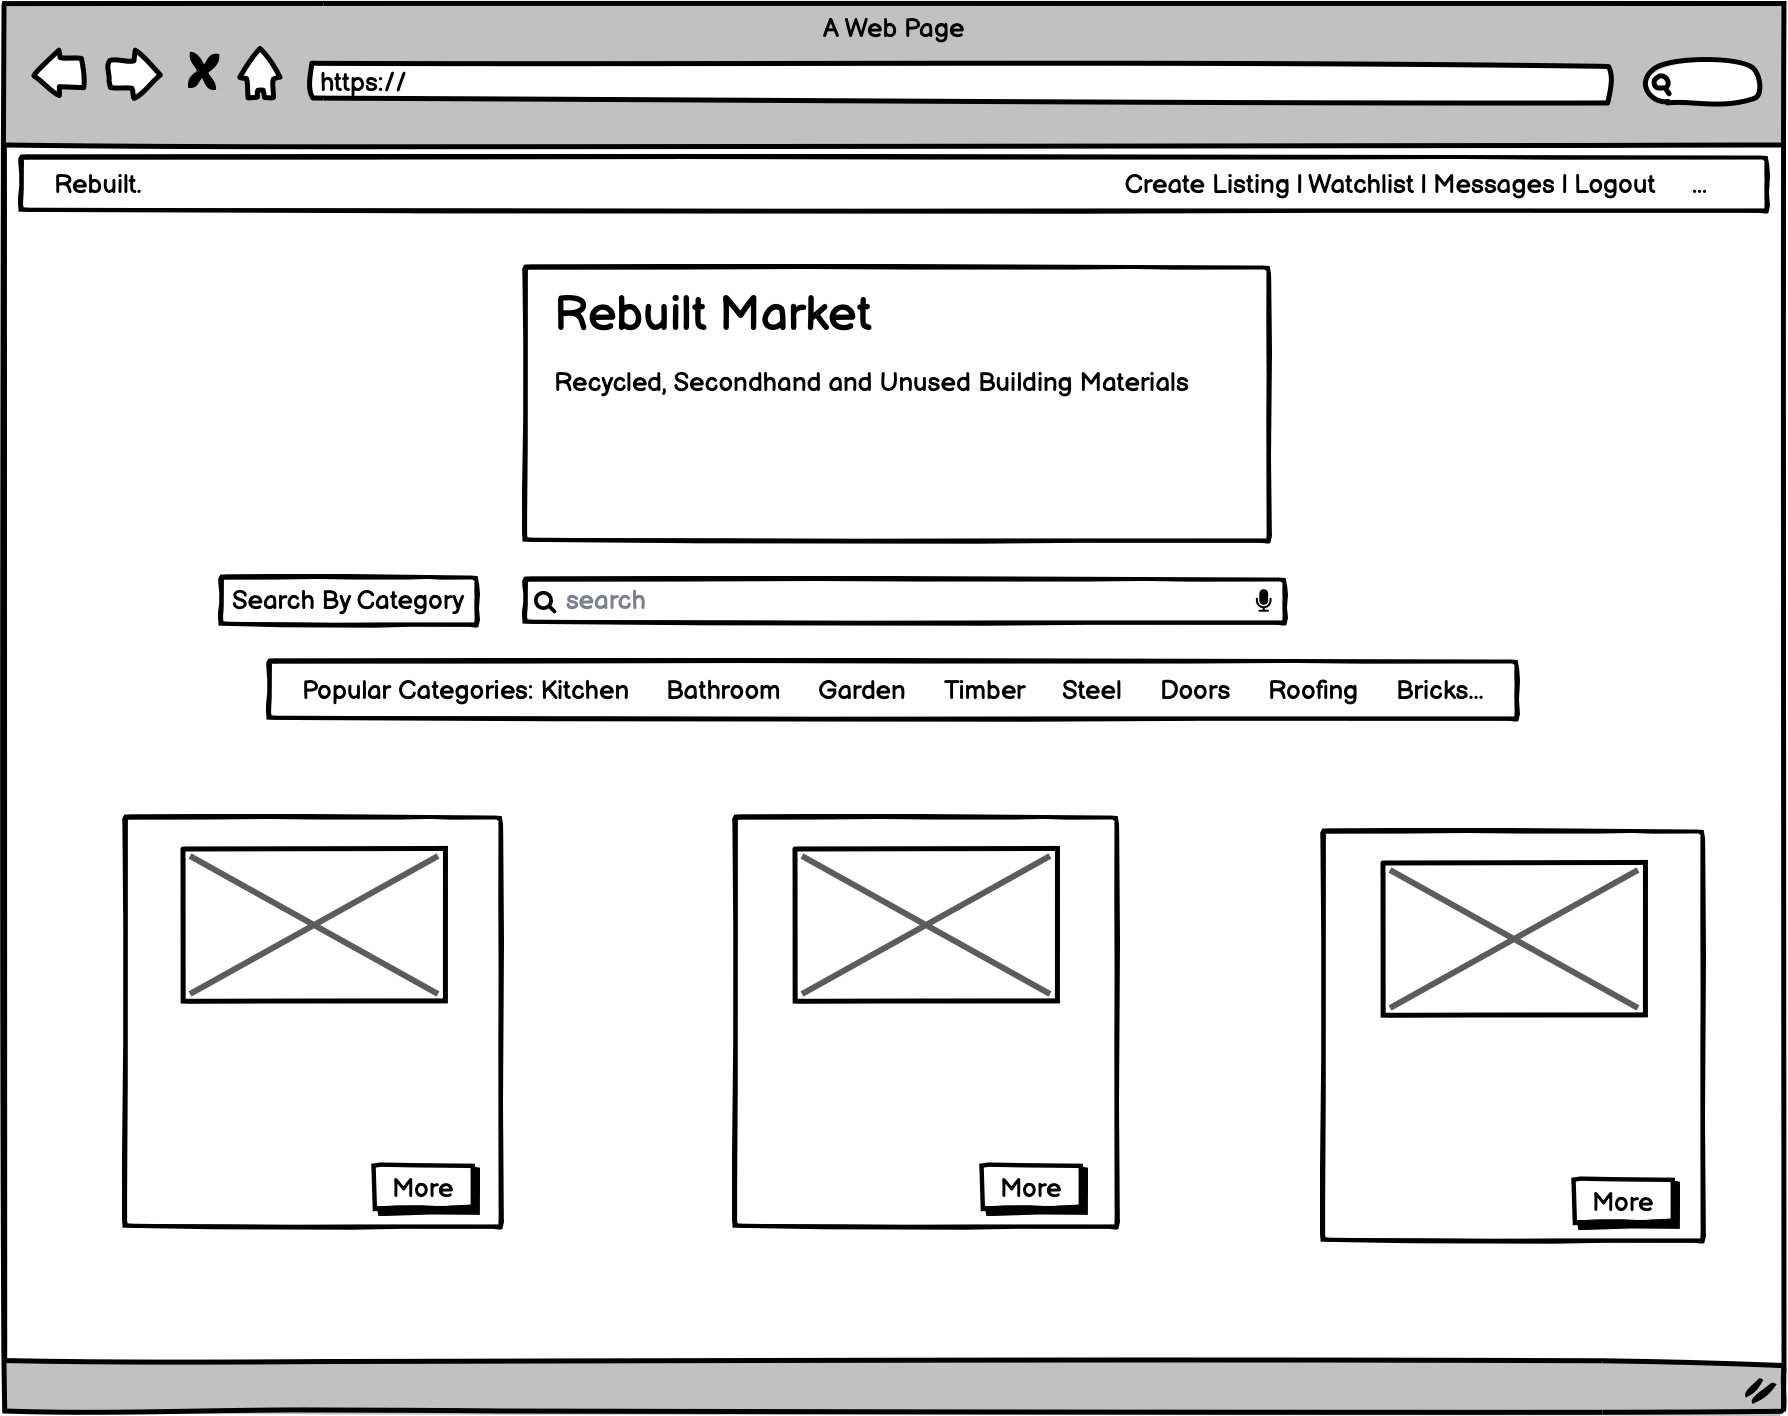 A Web Page
https://
Rebuilt.
Create Listing | Watchlist | Messages | Logout ...
Rebuilt Market
Recycled, Secondhand and Unused Building Materials
Search By Category
search
Popular Categories: Kitchen Bathroom Garden Timber Steel Doors Roofing Bricks...
More
More
More